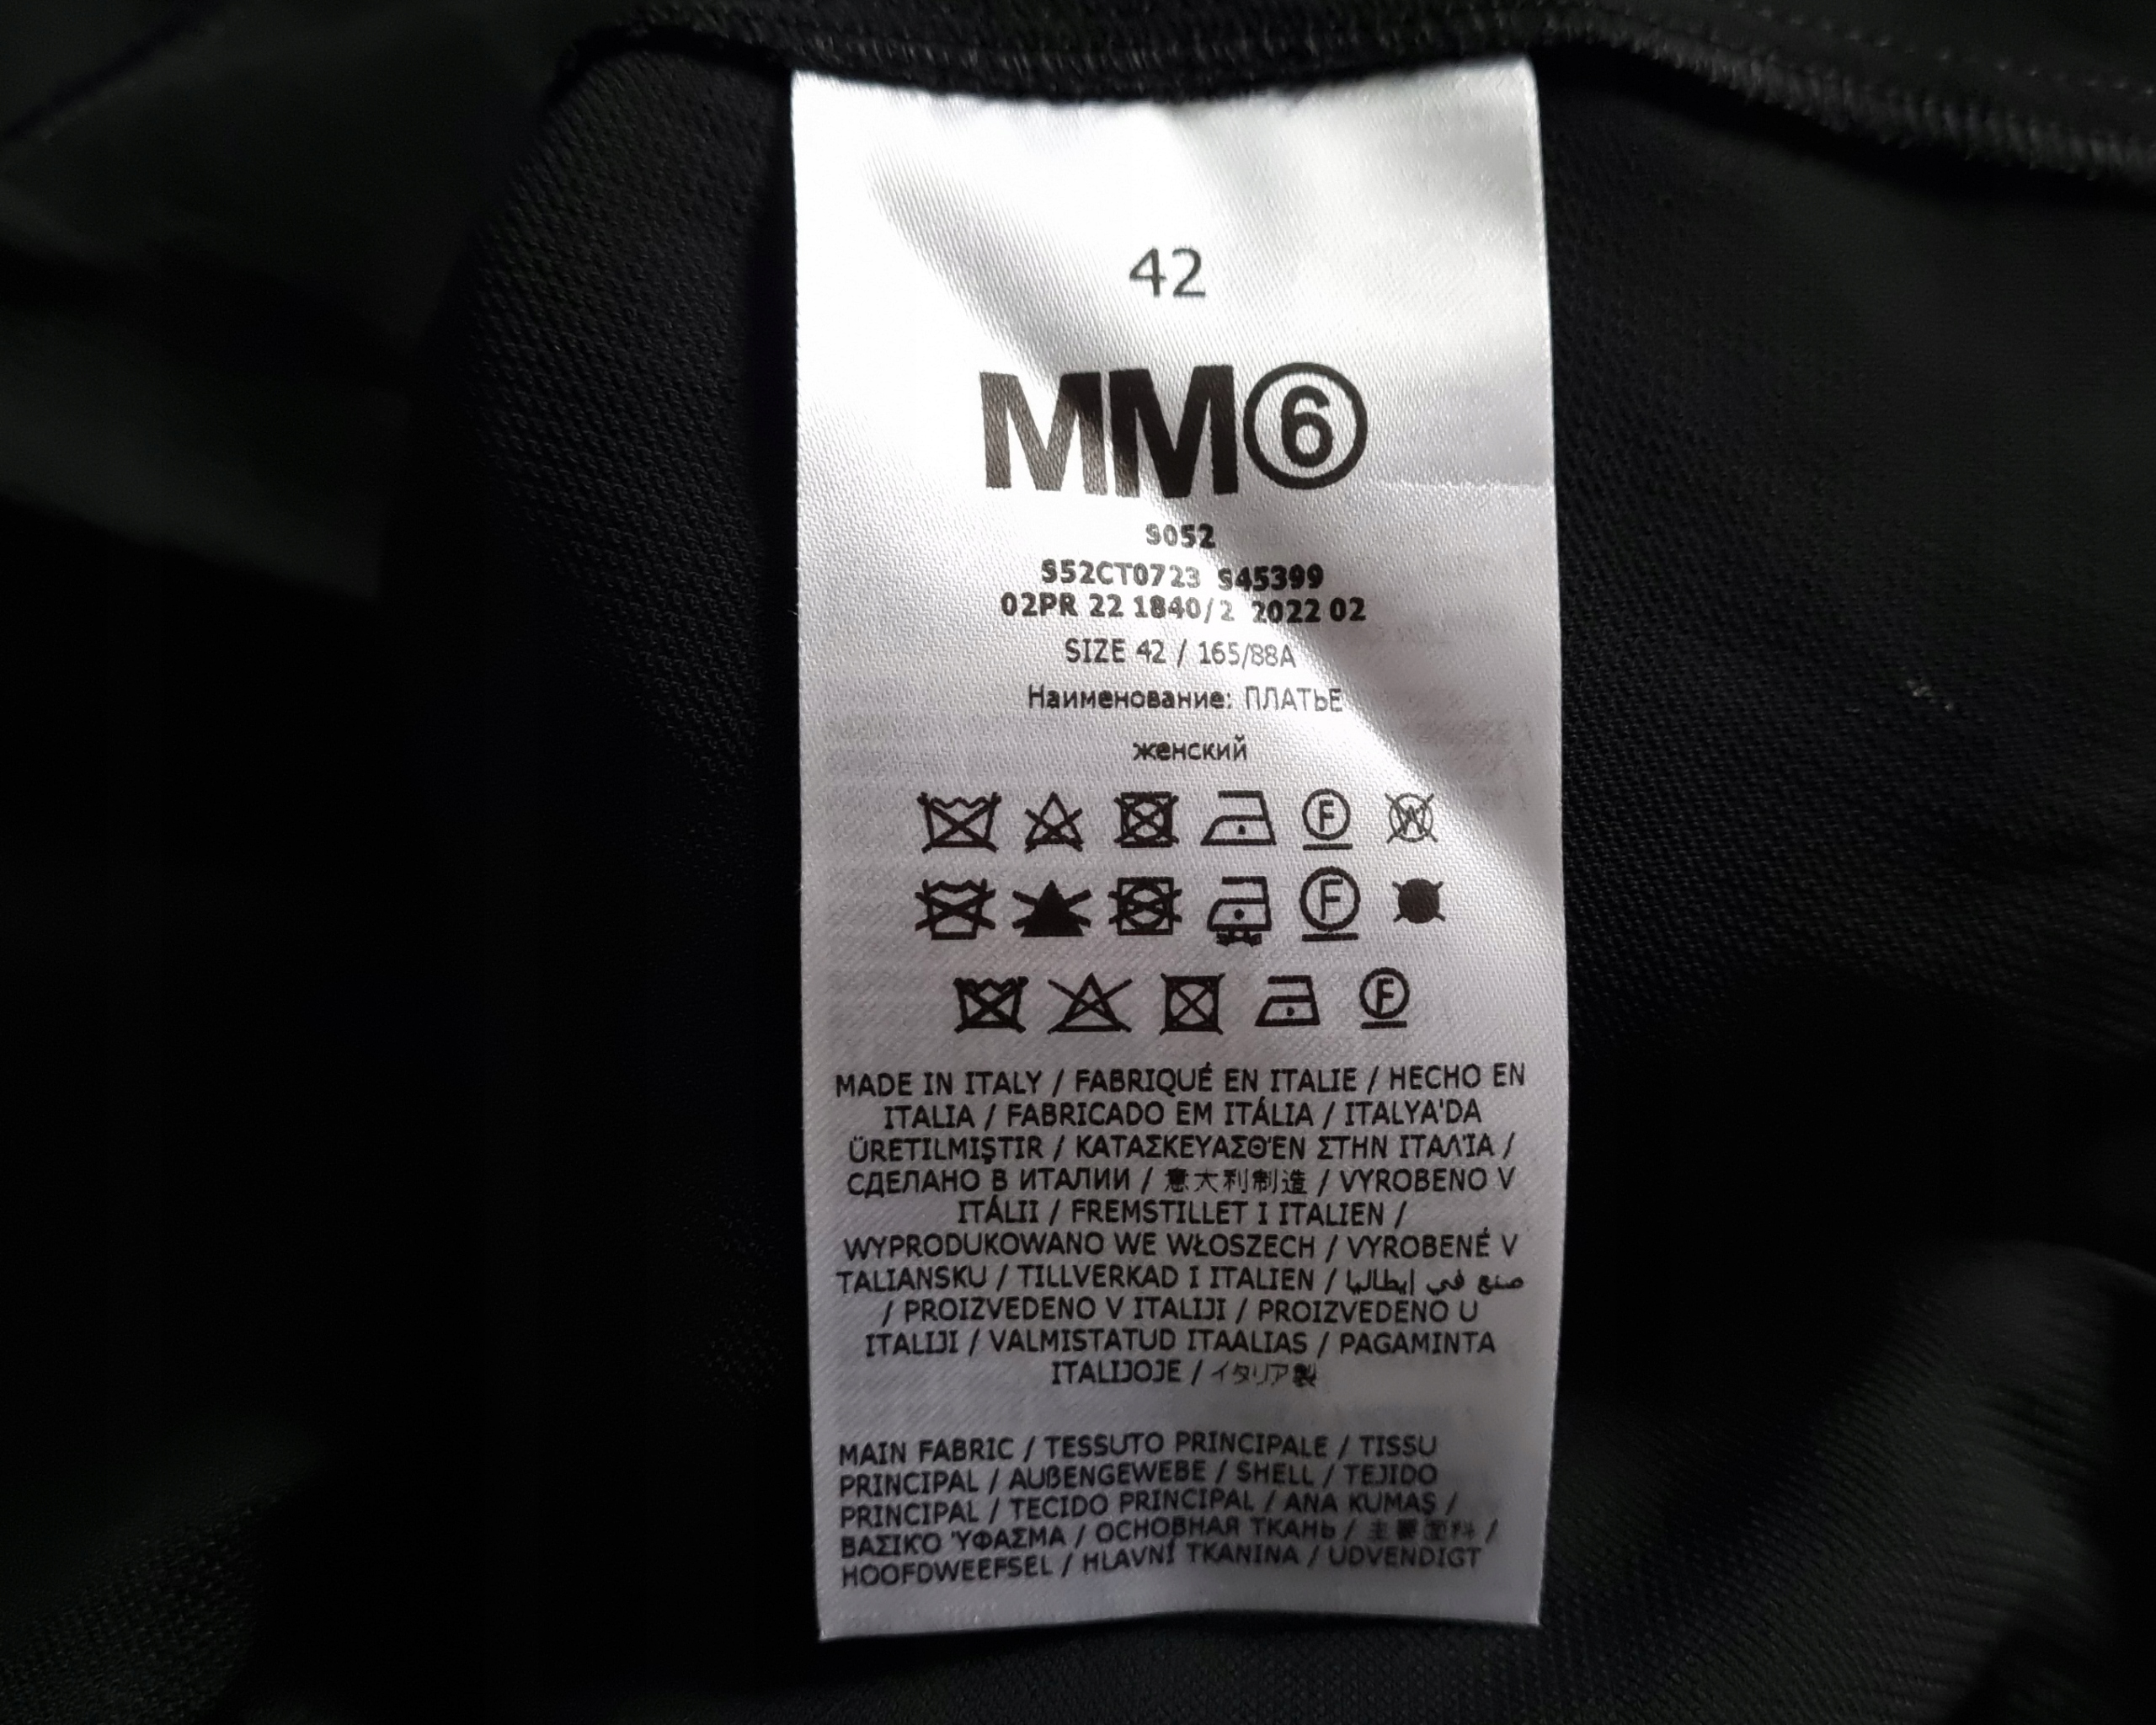 42
MM⑥
S052
S52CT0723 S45399
02PR 22 1840/2 2022 02
SIZE 42 / 165/88A
Наименование: ПЛАТЬЕ
женский
F W
F
F
MADE IN ITALY / FABRIQUÉ EN ITALIE / HECHO EN
ITALIA / FABRICADO EM ITÁLIA / ITALYA'DA
ÜRETILMIŞTIR / ΚΑΤΑΣΚΕΥΑΣΘΈΝ ΣΤΗΝ ΙΤΑΛΊΑ /
СДЕЛАНО В ИТАЛИИ / 意大利制造 / VYROBENO V
ITÁLII / FREMSTILLET I ITALIEN /
WYPRODUKOWANO WE WŁOSZECH / VYROBENÉ V
TALIANSKU / TILLVERKAD I ITALIEN / صنع في إيطاليا
/ PROIZVEDENO V ITALIJI / PROIZVEDENO U
ITALIJI / VALMISTATUD ITAALIAS / PAGAMINTA
ITALIJOJE / イタリア製
MAIN FABRIC / TESSUTO PRINCIPALE / TISSU
PRINCIPAL / AUßENGEWEBE / SHELL / TEJIDO
PRINCIPAL / TECIDO PRINCIPAL / ANA KUMAŞ /
ΒΑΣΙΚΌ ΎΦΑΣΜΑ / ОСНОВНАЯ ТКАНЬ / 主要面料 /
HOOFDWEEFSEL / HLAVNÍ TKANINA / UDVENDIGT